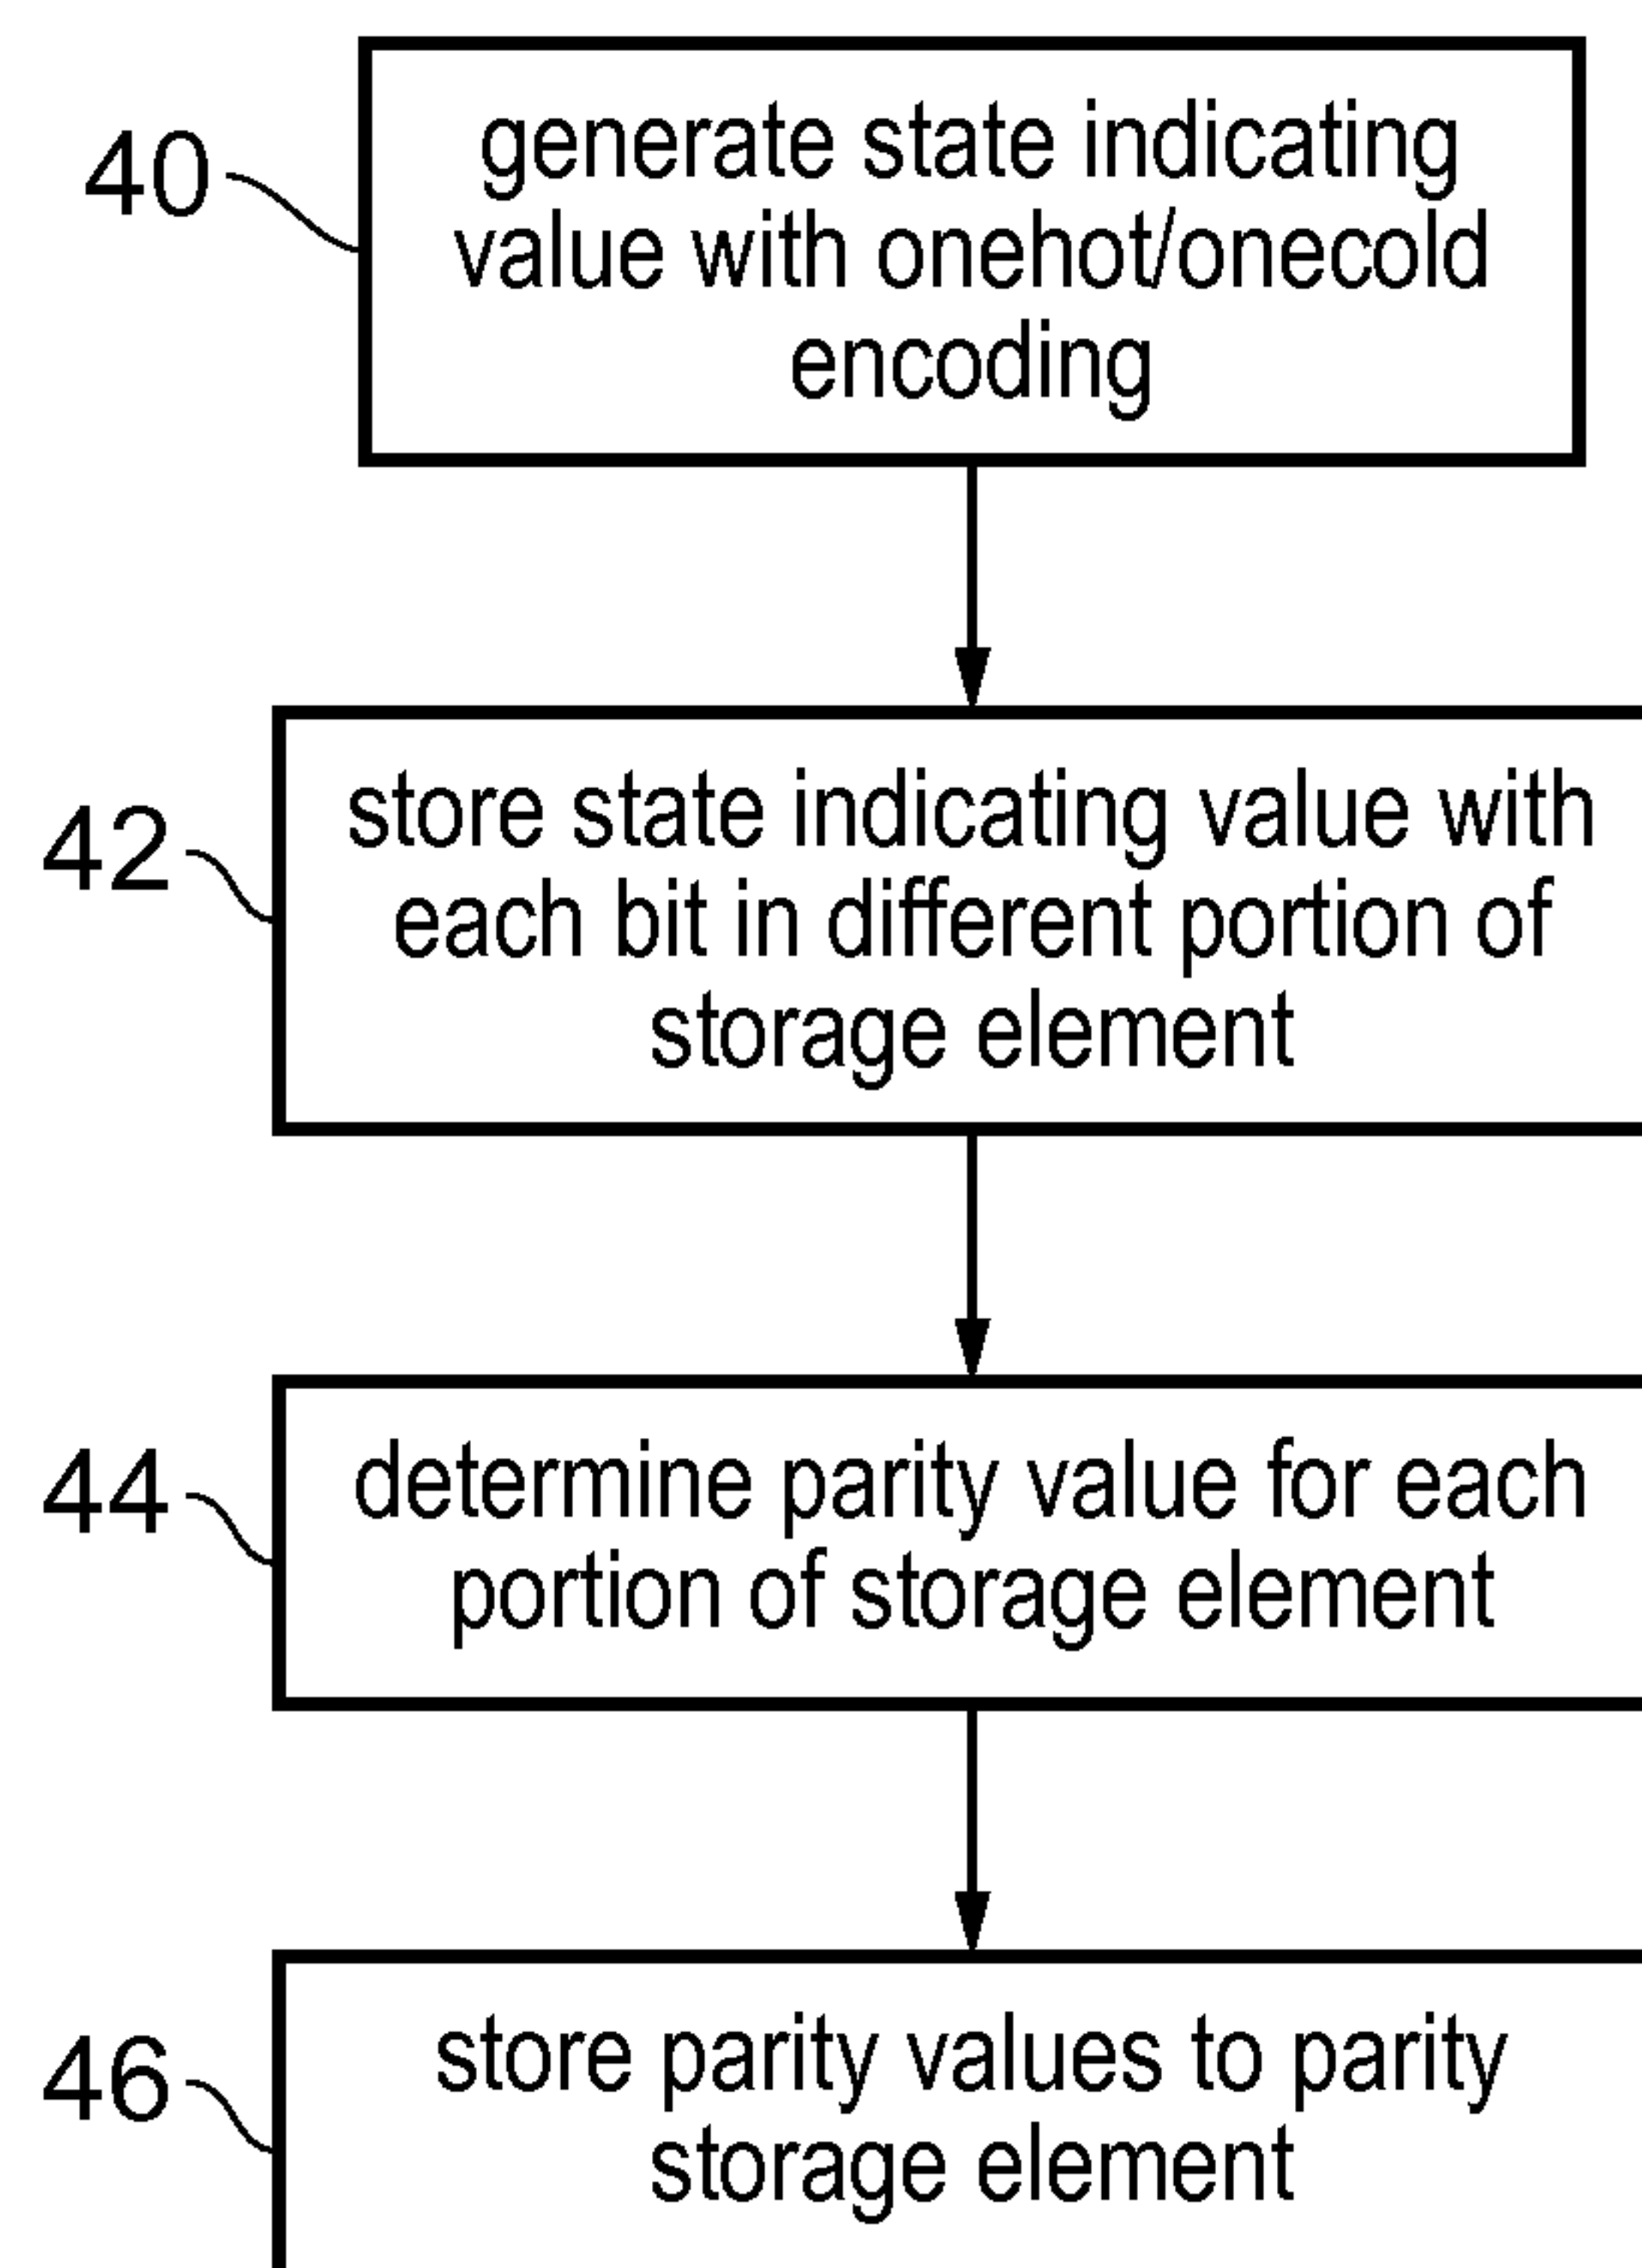 40
generate state indicating
value with onehot/onecold
encoding
42
store state indicating value with
each bit in different portion of
storage element
44
determine parity value for each
portion of storage element
46
store parity values to parity
storage element